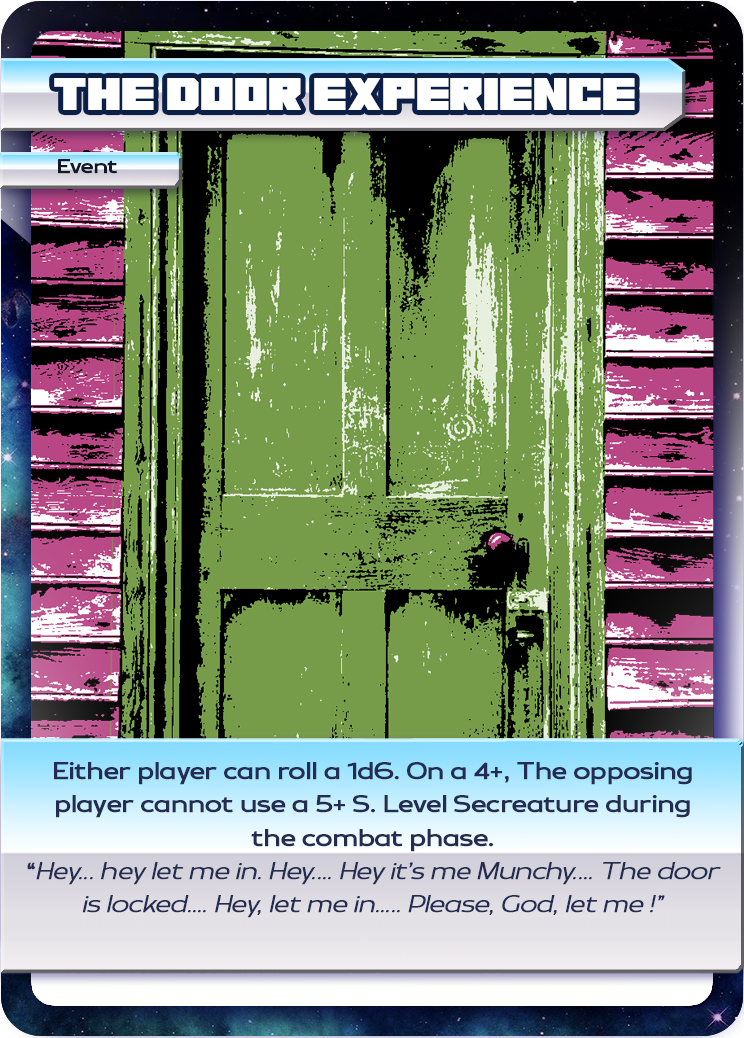 THE DOOR EXPERIENCE
Event
Either player can roll a 1d6. On a 4+, The opposing
player cannot use a 5+ S. Level Secreature during
the combat phase.
“Hey... hey let me in. Hey.... Hey it’s me Munchy.... The door
is locked.... Hey, let me in..... Please, God, let me !”